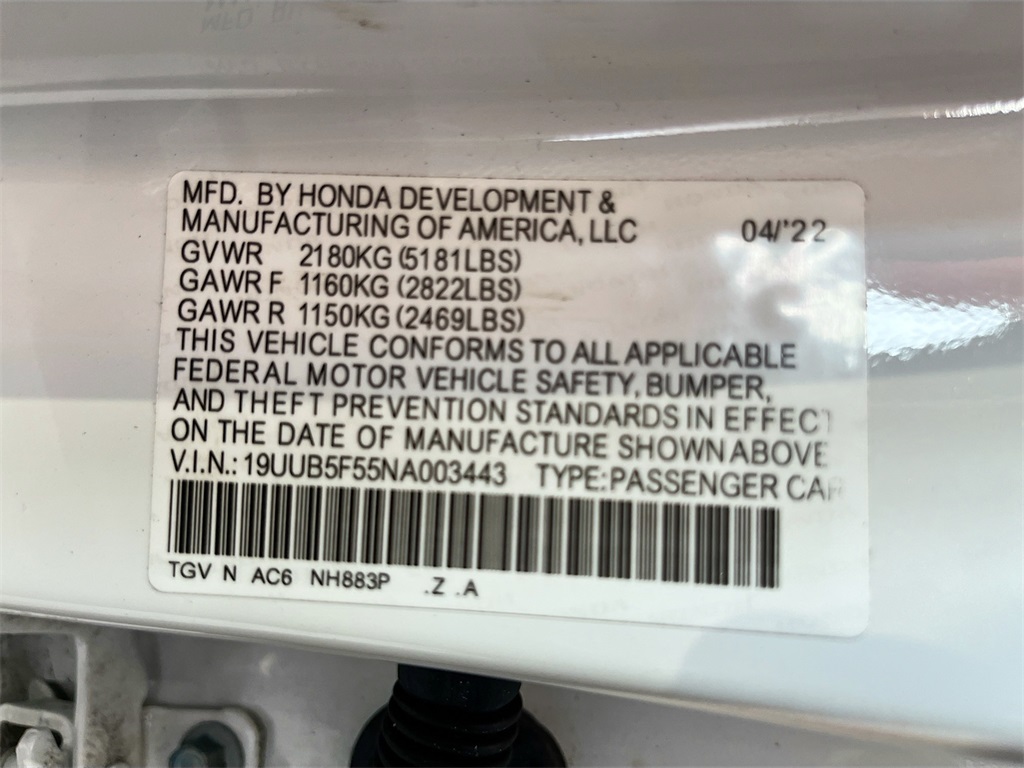 MFD. BY HONDA DEVELOPMENT &
MANUFACTURING OF AMERICA, LLC 04/'22
GVWR 2180KG (5181LBS)
GAWR F 1160KG (2822LBS)
GAWR R 1150KG (2469LBS)
THIS VEHICLE CONFORMS TO ALL APPLICABLE
FEDERAL MOTOR VEHICLE SAFETY, BUMPER,
AND THEFT PREVENTION STANDARDS IN EFFECT
ON THE DATE OF MANUFACTURE SHOWN ABOVE
V.I.N.: 19UUB5F55NA003443 TYPE: PASSENGER CAR
TGV N AC6 NH883P .Z .A